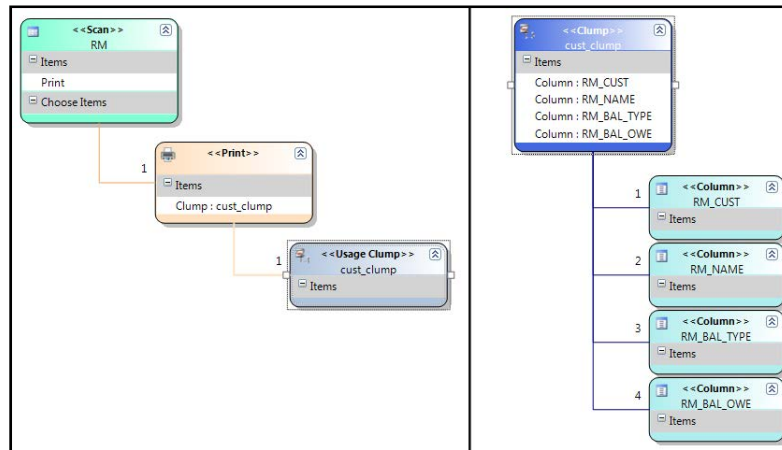 <<Scan>>
RM
Items
Print
Choose Items
1
<<Print>>
Items
Clump : cust_clump
1
<<Usage Clump>>
cust_clump
Items
<<Clump>>
cust_clump
Items
Column : RM_CUST
Column : RM_NAME
Column : RM_BAL_TYPE
Column : RM_BAL_OWE
1
<<Column>>
RM_CUST
Items
2
<<Column>>
RM_NAME
Items
3
<<Column>>
RM_BAL_TYPE
Items
4
<<Column>>
RM_BAL_OWE
Items